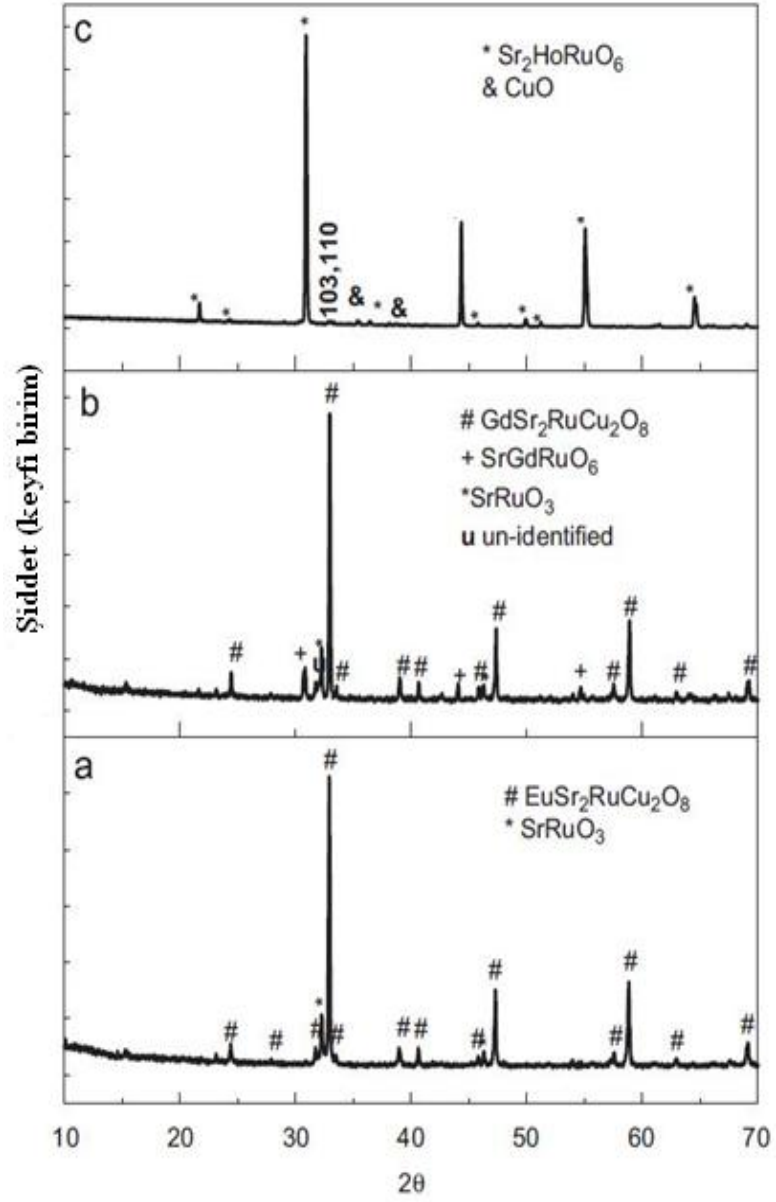 c
* Sr₂HoRuO₆
& CuO
*
*
*
103,110
&
*
&
*
*
*
*
*
b
# GdSr₂RuCu₂O₈
+ SrGdRuO₆
*SrRuO₃
u un-identified
#
#
+
*
u
#
#
#
+
#
#
+
#
#
#
#
a
# EuSr₂RuCu₂O₈
* SrRuO₃
#
#
#
#
*
#
#
#
#
#
#
#
#
#
10 20 30 40 50 60 70
2θ
Şiddet (keyfi birim)